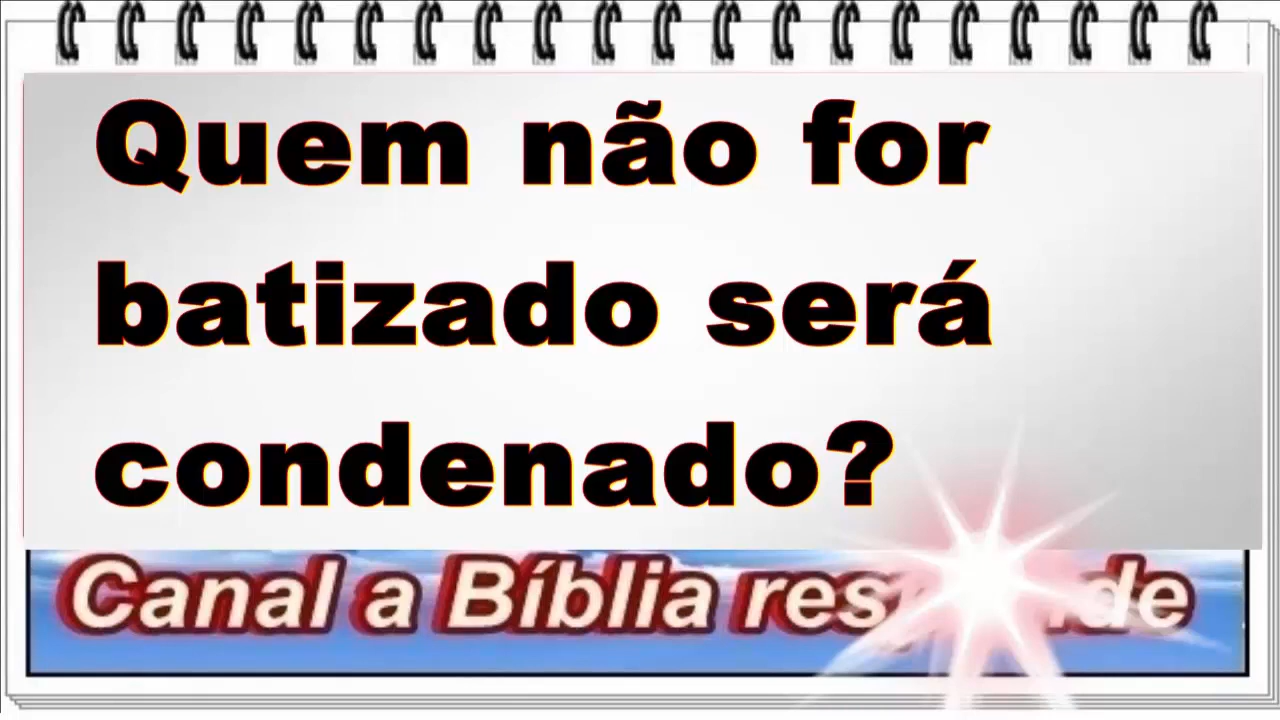 Quem não for
batizado será
condenado?
Canal a Bíblia